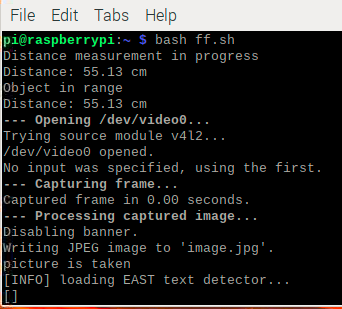 File Edit Tabs Help
pi@raspberrypi:~ $ bash ff.sh
Distance measurement in progress
Distance: 55.13 cm
Object in range
Distance: 55.13 cm
--- Opening /dev/video0...
Trying source module v4l2...
/dev/video0 opened.
No input was specified, using the first.
--- Capturing frame...
Captured frame in 0.00 seconds.
--- Processing captured image...
Disabling banner.
Writing JPEG image to 'image.jpg'.
picture is taken
[INFO] loading EAST text detector...
[]